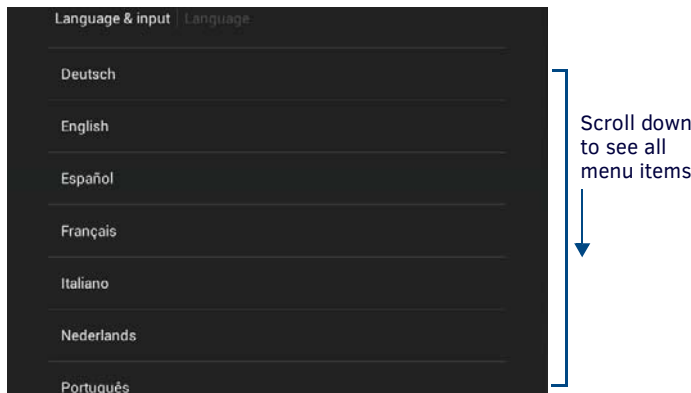 Language & input | Language
Deutsch
English
Español
Français
Italiano
Nederlands
Português
Scroll down
to see all
menu items